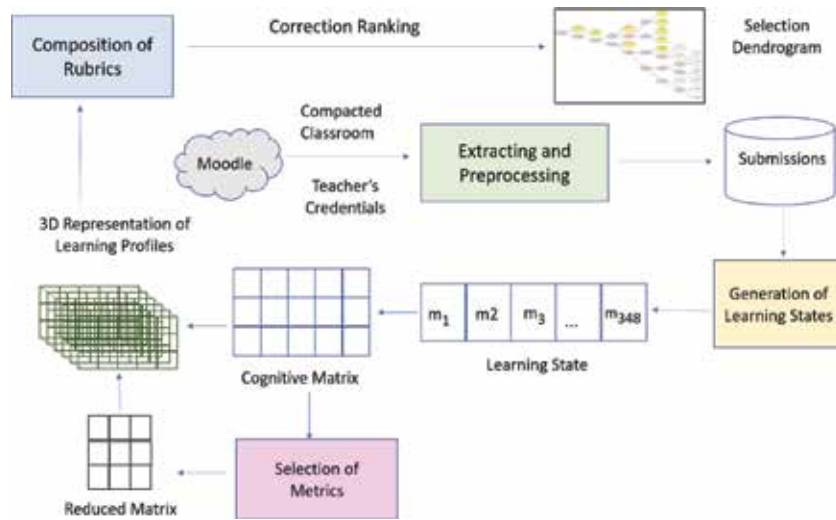 Composition of
Rubrics
Correction Ranking
Selection
Dendrogram
Moodle
Compacted
Classroom
Teacher's
Credentials
Extracting and
Preprocessing
Submissions
3D Representation of
Learning Profiles
Generation of
Learning States
m1 m2 m3 ... m348
Learning State
Cognitive Matrix
Selection of
Metrics
Reduced Matrix